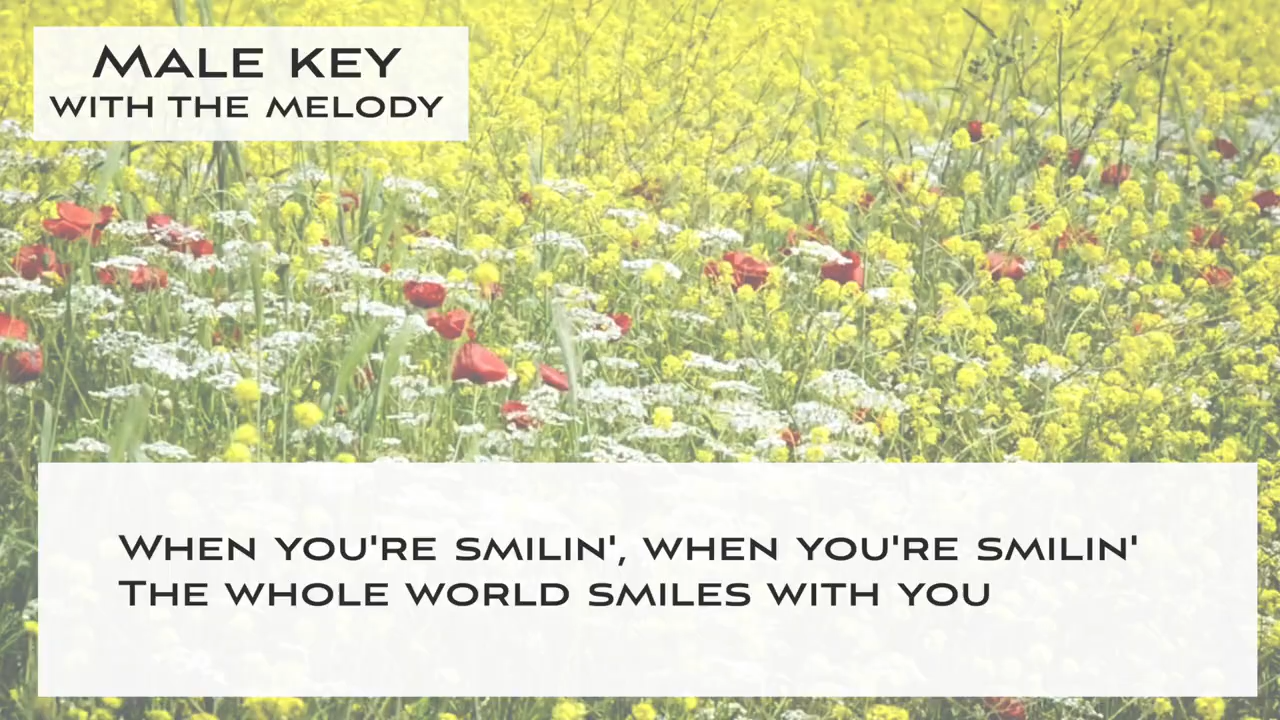 Male key
with the melody
When you're smilin', when you're smilin'
The whole world smiles with you